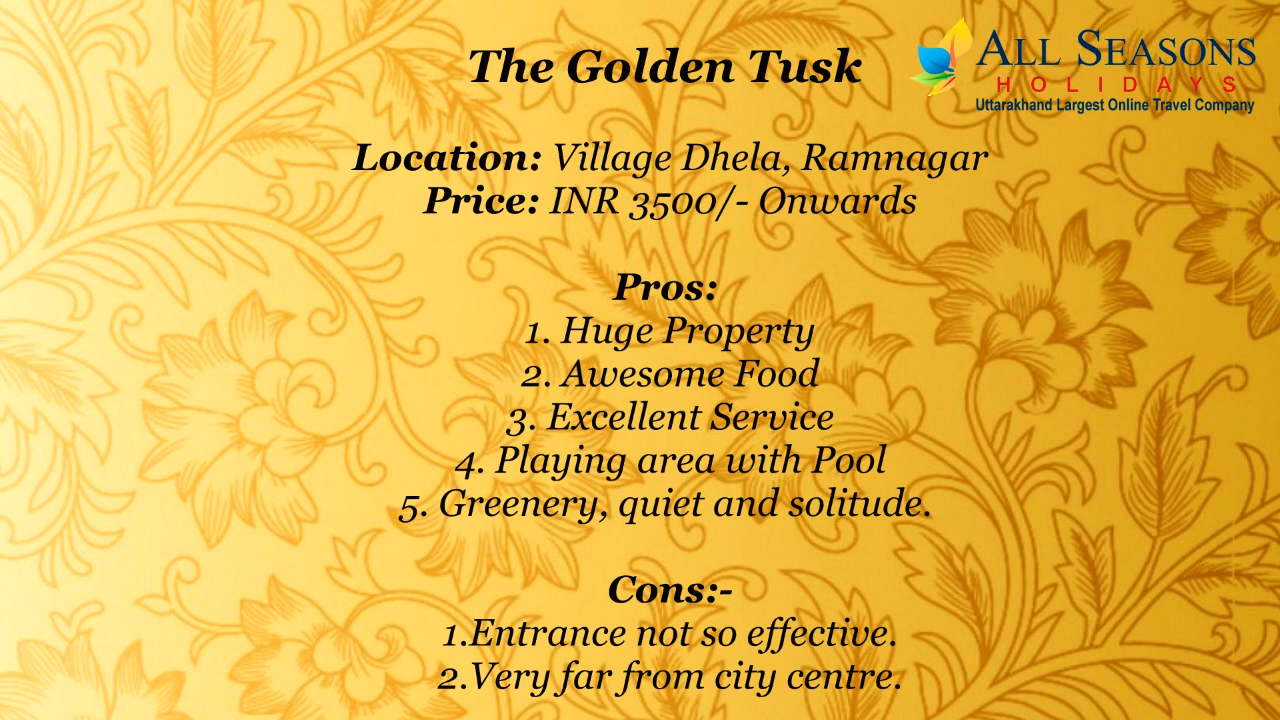 The Golden Tusk
ALL SEASONS
HOLIDAYS
Uttarakhand Largest Online Travel Company
Location: Village Dhela, Ramnagar
Price: INR 3500/- Onwards
Pros:
1. Huge Property
2. Awesome Food
3. Excellent Service
4. Playing area with Pool
5. Greenery, quiet and solitude.
Cons:-
1.Entrance not so effective.
2.Very far from city centre.